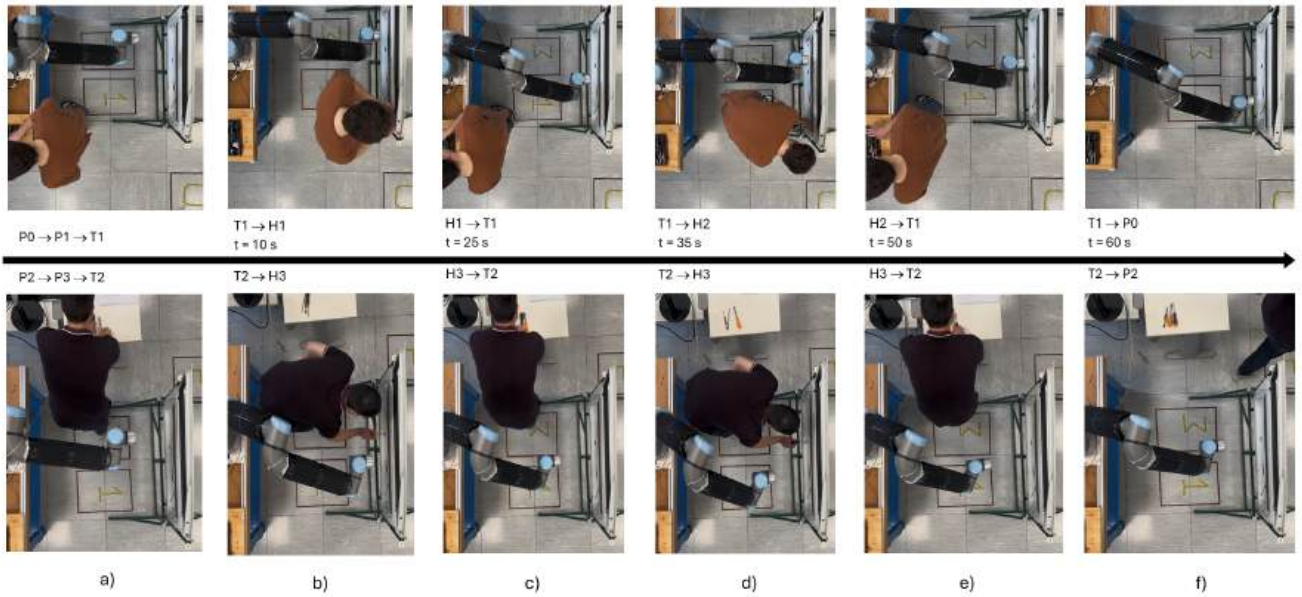 P0 → P1 → T1
T1 → H1
t = 10 s
H1 → T1
t = 25 s
T1 → H2
t = 35 s
H2 → T1
t = 50 s
T1 → P0
t = 60 s
P2 → P3 → T2
T2 → H3
H3 → T2
T2 → H3
H3 → T2
T2 → P2
a)
b)
c)
d)
e)
f)